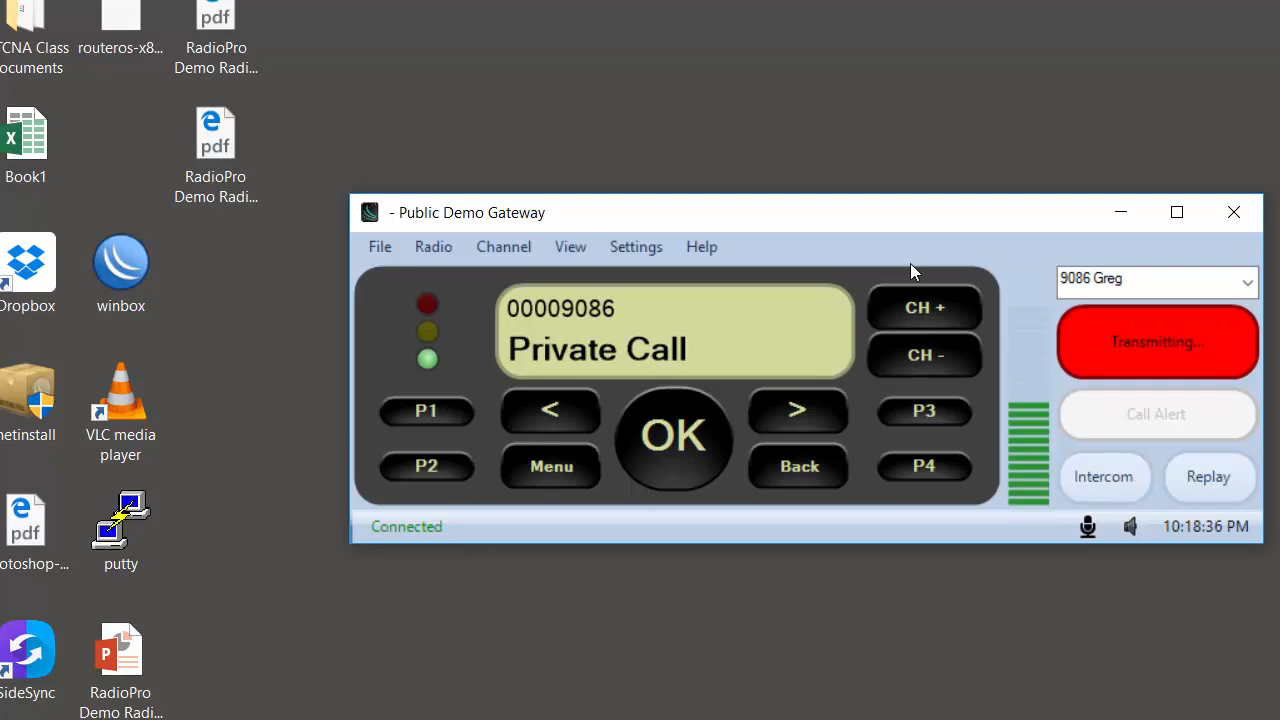 TCNA Class
ocuments
routeros-x8...
pdf
RadioPro
Demo Radi...
X
Book1
pdf
RadioPro
Demo Radi...
Dropbox
winbox
netinstall
VLC media
player
pdf
otoshop-...
putty
SideSync
P
RadioPro
Demo Radi...
- Public Demo Gateway
File Radio Channel View Settings Help
00009086
Private Call
CH +
CH -
P1
<
OK
>
P3
P2
Menu
Back
P4
9086 Greg
Transmitting...
Call Alert
Intercom
Replay
Connected
10:18:36 PM